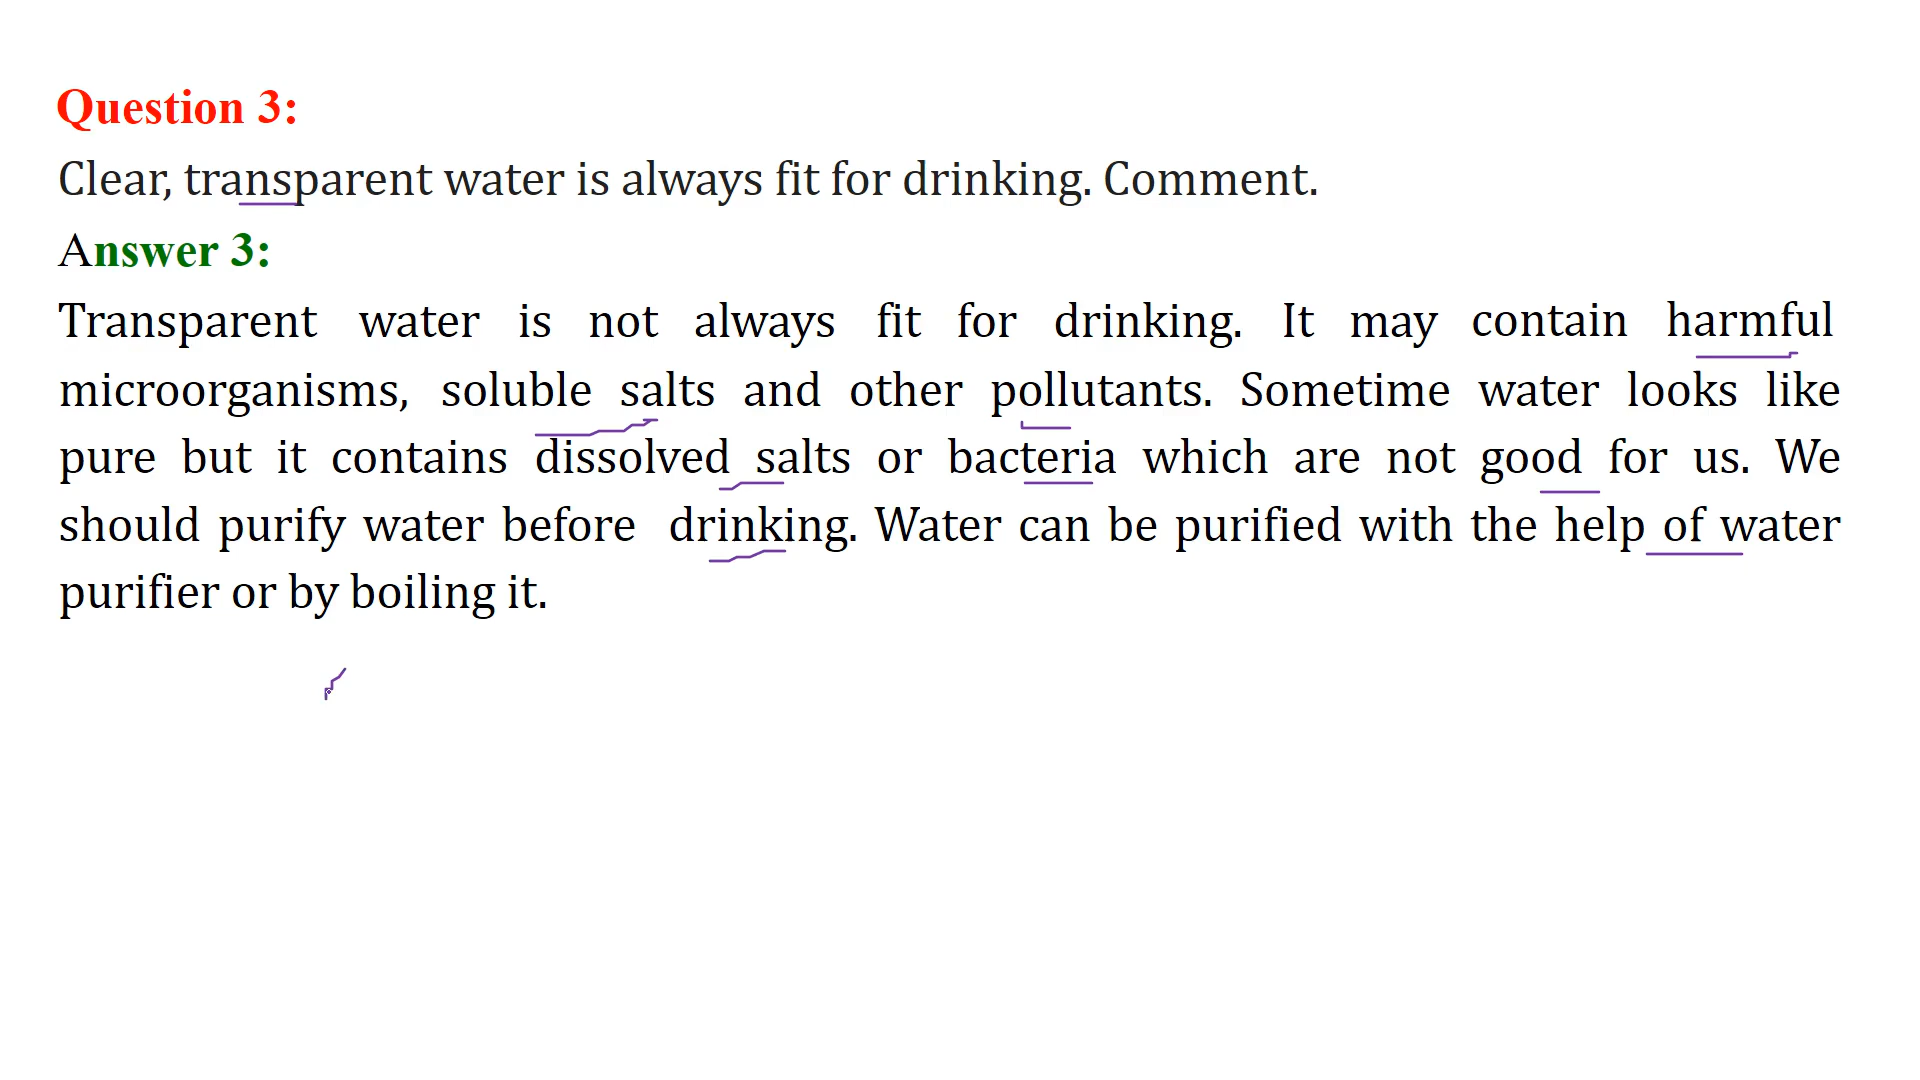 Question 3:
Clear, transparent water is always fit for drinking. Comment.
Answer 3:
Transparent water is not always fit for drinking. It may contain harmful
microorganisms, soluble salts and other pollutants. Sometime water looks like
pure but it contains dissolved salts or bacteria which are not good for us. We
should purify water before drinking. Water can be purified with the help of water
purifier or by boiling it.